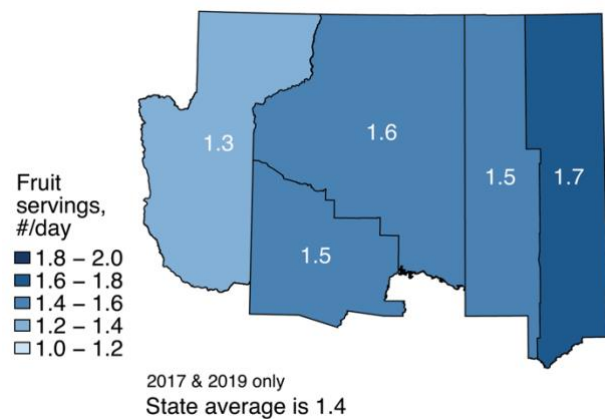 1.3
1.6
1.5
1.7
1.5
Fruit
servings,
#/day
1.8 – 2.0
1.6 – 1.8
1.4 – 1.6
1.2 – 1.4
1.0 – 1.2
2017 & 2019 only
State average is 1.4